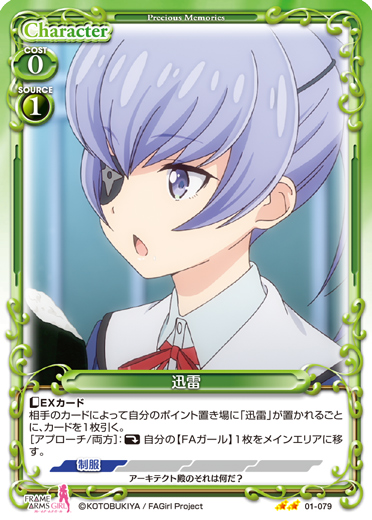 Precious Memories
Character
COST
0
SOURCE
1
迅雷
EXカード
相手のカードによって自分のポイント置き場に「迅雷」が置かれるごと
に、カードを1枚引く。
[アプローチ/両方]: 自分の【FAガール】1枚をメインエリアに移
す。
制服
アーキテクト殿のそれは何だ?
FRAME
ARMS GIRL
©KOTOBUKIYA / FAGirl Project
01-079